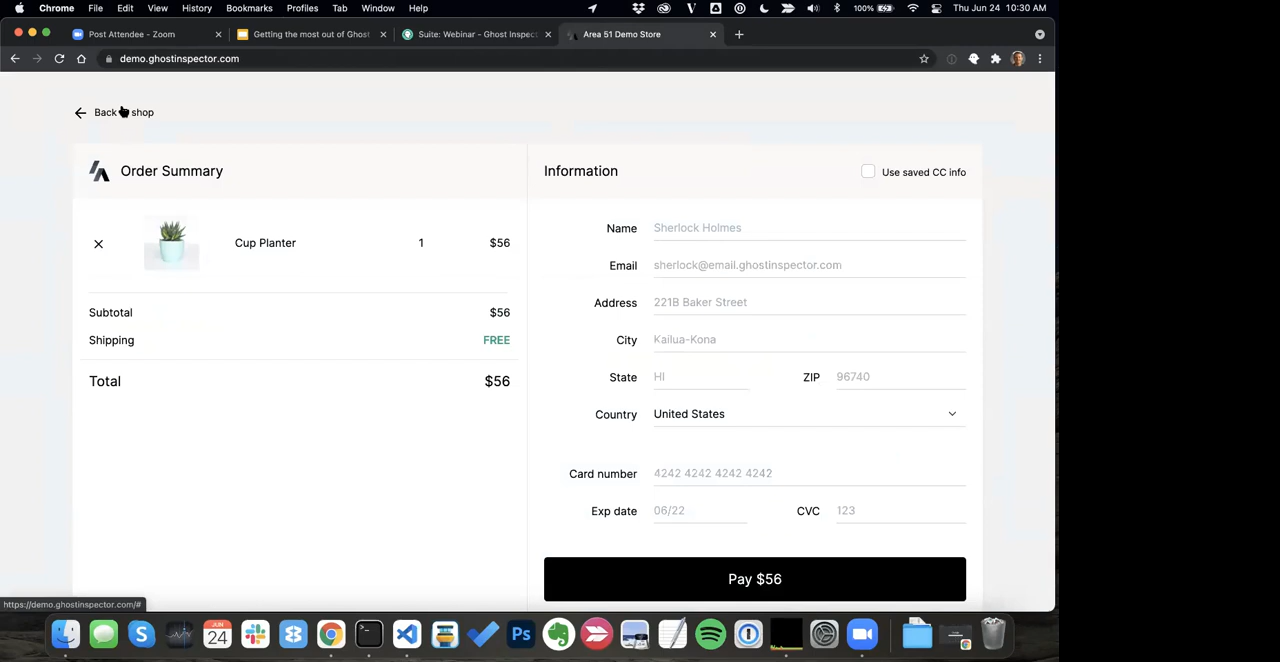 Chrome File Edit View History Bookmarks Profiles Tab Window Help 100% Thu Jun 24 10:30 AM
Post Attendee - Zoom Getting the most out of Ghost Suite: Webinar - Ghost Inspect Area 51 Demo Store
demo.ghostinspector.com
Back shop
Order Summary
Cup Planter 1 $56
Subtotal $56
Shipping FREE
Total $56
Information
Use saved CC info
Name Sherlock Holmes
Email sherlock@email.ghostinspector.com
Address 221B Baker Street
City Kailua-Kona
State HI ZIP 96740
Country United States
Card number 4242 4242 4242 4242
Exp date 06/22 CVC 123
Pay $56
https://demo.ghostinspector.com/#
JUN
24
Ps